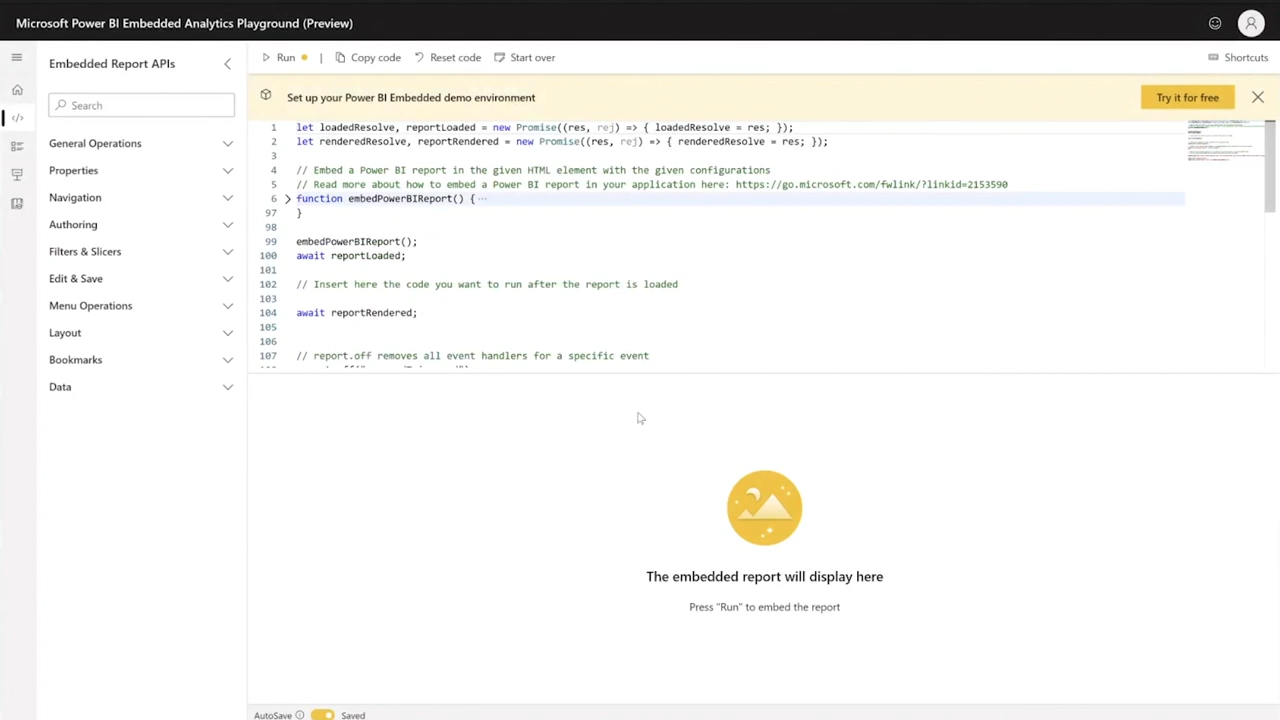 Microsoft Power BI Embedded Analytics Playground (Preview)
Embedded Report APIs
Search
General Operations
Properties
Navigation
Authoring
Filters & Slicers
Edit & Save
Menu Operations
Layout
Bookmarks
Data
Run | Copy code Reset code Start over Shortcuts
Set up your Power BI Embedded demo environment Try it for free
1 let loadedResolve, reportLoaded = new Promise((res, rej) => { loadedResolve = res; });
2 let renderedResolve, reportRendered = new Promise((res, rej) => { renderedResolve = res; });
3
4 // Embed a Power BI report in the given HTML element with the given configurations
5 // Read more about how to embed a Power BI report in your application here: https://go.microsoft.com/fwlink/?linkid=2153590
6 function embedPowerBIReport() { ...
97 }
98
99 embedPowerBIReport();
100 await reportLoaded;
101
102 // Insert here the code you want to run after the report is loaded
103
104 await reportRendered;
105
106
107 // report.off removes all event handlers for a specific event
The embedded report will display here
Press "Run" to embed the report
AutoSave Saved